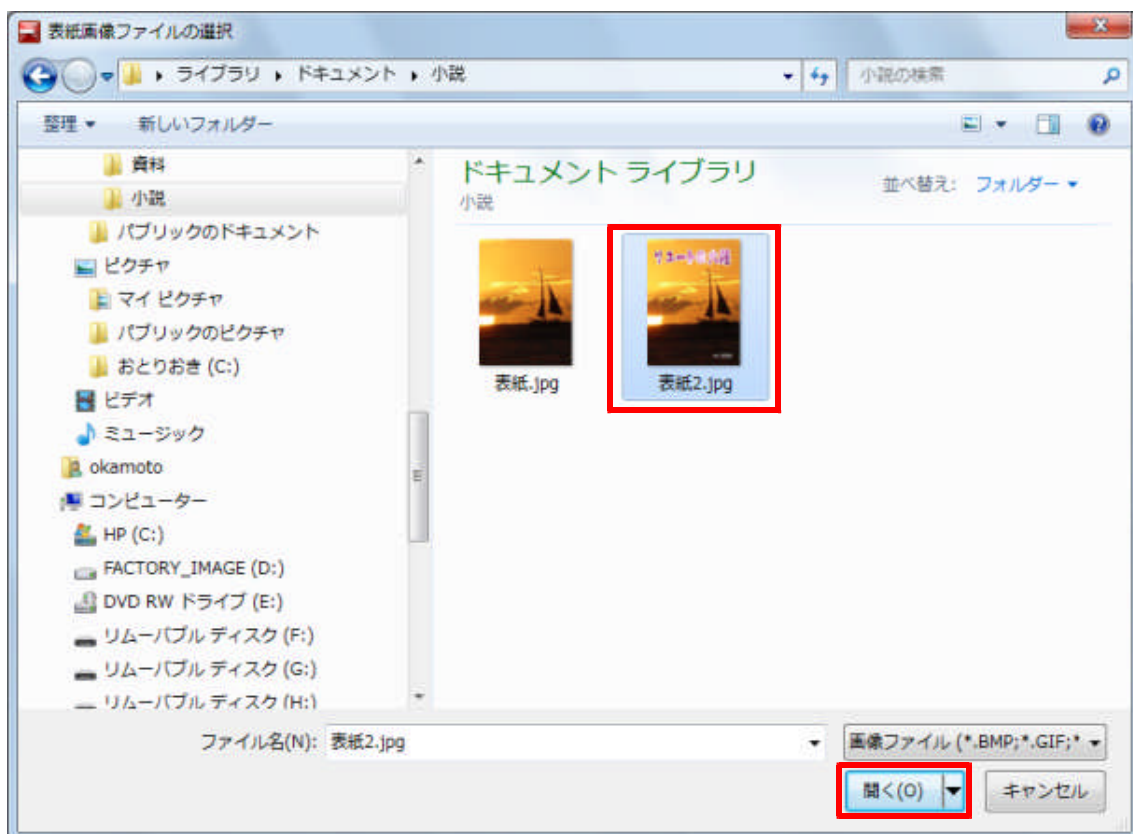 表紙画像ファイルの選択
ライブラリ ドキュメント 小説
小説の検索
整理 新しいフォルダー
資料
小説
パブリックのドキュメント
ピクチャ
マイ ピクチャ
パブリックのピクチャ
おとりおき (C:)
ビデオ
ミュージック
okamoto
コンピューター
HP (C:)
FACTORY_IMAGE (D:)
DVD RW ドライブ (E:)
リムーバブル ディスク (F:)
リムーバブル ディスク (G:)
リムーバブル ディスク (H:)
ドキュメント ライブラリ
小説
並べ替え: フォルダー
表紙.jpg
表紙2.jpg
ファイル名(N): 表紙2.jpg
画像ファイル (*.BMP;*.GIF;*
開く(O)
キャンセル